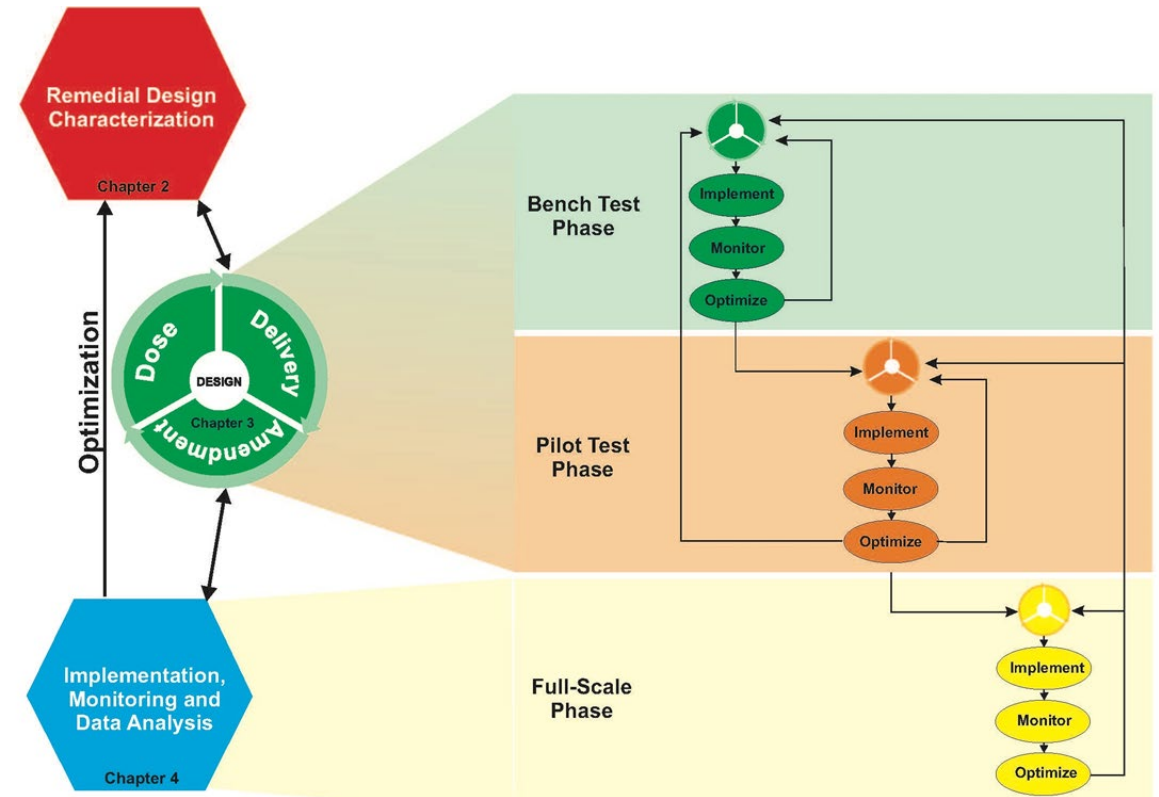 Remedial Design
Characterization
Chapter 2
Optimization
Dose
Delivery
DESIGN
Chapter 3
Amendment
Implementation,
Monitoring and
Data Analysis
Chapter 4
Bench Test
Phase
Implement
Monitor
Optimize
Pilot Test
Phase
Implement
Monitor
Optimize
Full-Scale
Phase
Implement
Monitor
Optimize